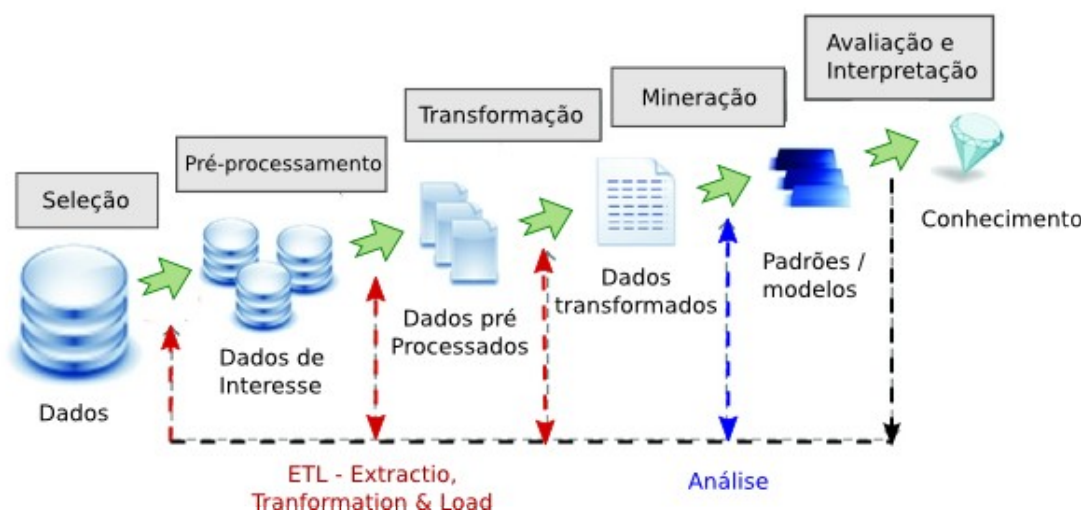 Avaliação e
Interpretação
Mineração
Transformação
Pré-processamento
Seleção
Conhecimento
Padrões /
modelos
Dados
transformados
Dados pré
Processados
Dados de
Interesse
Dados
ETL - Extractio,
Tranformation & Load
Análise